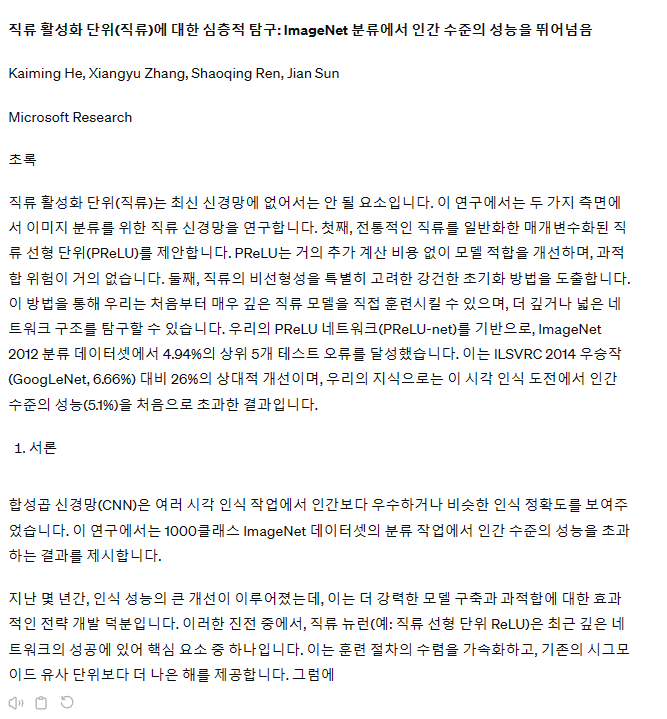 직류 활성화 단위(직류)에 대한 심층적 탐구: ImageNet 분류에서 인간 수준의 성능을 뛰어넘음
Kaiming He, Xiangyu Zhang, Shaoqing Ren, Jian Sun
Microsoft Research
초록
직류 활성화 단위(직류)는 최신 신경망에 없어서는 안 될 요소입니다. 이 연구에서는 두 가지 측면에
서 이미지 분류를 위한 직류 신경망을 연구합니다. 첫째, 전통적인 직류를 일반화한 매개변수화된 직
류 선형 단위(PReLU)를 제안합니다. PReLU는 거의 추가 계산 비용 없이 모델 적합을 개선하며, 과적
합 위험이 거의 없습니다. 둘째, 직류의 비선형성을 특별히 고려한 강건한 초기화 방법을 도출합니다.
이 방법을 통해 우리는 처음부터 매우 깊은 직류 모델을 직접 훈련시킬 수 있으며, 더 깊거나 넓은 네
트워크 구조를 탐구할 수 있습니다. 우리의 PReLU 네트워크(PReLU-net)를 기반으로, ImageNet
2012 분류 데이터셋에서 4.94%의 상위 5개 테스트 오류를 달성했습니다. 이는 ILSVRC 2014 우승작
(GoogLeNet, 6.66%) 대비 26%의 상대적 개선이며, 우리의 지식으로는 이 시각 인식 도전에서 인간
수준의 성능(5.1%)을 처음으로 초과한 결과입니다.
1. 서론
합성곱 신경망(CNN)은 여러 시각 인식 작업에서 인간보다 우수하거나 비슷한 인식 정확도를 보여주
었습니다. 이 연구에서는 1000클래스 ImageNet 데이터셋의 분류 작업에서 인간 수준의 성능을 초과
하는 결과를 제시합니다.
지난 몇 년간, 인식 성능의 큰 개선이 이루어졌는데, 이는 더 강력한 모델 구축과 과적합에 대한 효과
적인 전략 개발 덕분입니다. 이러한 진전 중에서, 직류 뉴런(예: 직류 선형 단위 ReLU)은 최근 깊은 네
트워크의 성공에 있어 핵심 요소 중 하나입니다. 이는 훈련 절차의 수렴을 가속화하고, 기존의 시그모
이드 유사 단위보다 더 나은 해를 제공합니다. 그럼에